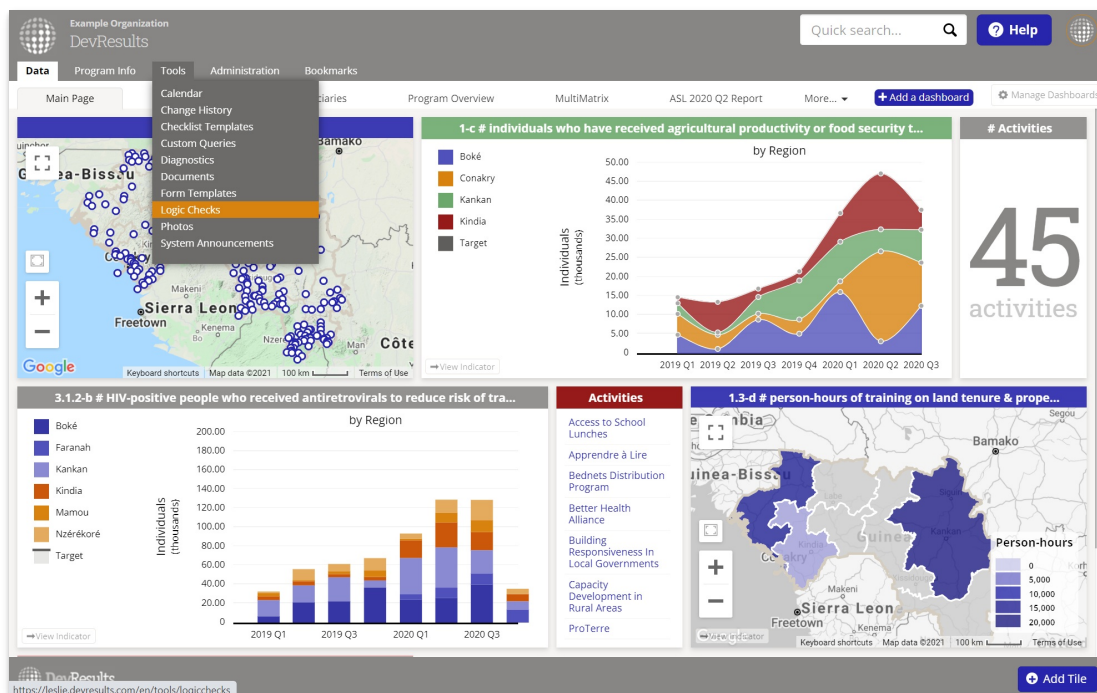 Example Organization
DevResults
Quick search...
Help
Data Program Info Tools Administration Bookmarks
Calendar
Change History
Checklist Templates
Custom Queries
Diagnostics
Documents
Form Templates
Logic Checks
Photos
System Announcements
Main Page
ciaries
Program Overview
MultiMatrix
ASL 2020 Q2 Report
More...
Add a dashboard
Manage Dashboards
Bamako
ea-Bissau
Makeni
Sierra Leon
Freetown
Kenema
Bo
Nzer
Man
Côte
Google
Keyboard shortcuts Map data ©2021 100 km Terms of Use
1-c # individuals who have received agricultural productivity or food security t...
by Region
Boké
Conakry
Kankan
Kindia
Target
Individuals
(thousands)
50.00
45.00
40.00
35.00
30.00
25.00
20.00
15.00
10.00
5.00
0
2019 Q1 2019 Q2 2019 Q3 2019 Q4 2020 Q1 2020 Q2 2020 Q3
View Indicator
# Activities
45
activities
3.1.2-b # HIV-positive people who received antiretrovirals to reduce risk of tra...
by Region
Boké
Faranah
Kankan
Kindia
Mamou
Nzérékoré
Target
Individuals
(thousands)
200.00
180.00
160.00
140.00
120.00
100.00
80.00
60.00
40.00
20.00
0
2019 Q1 2019 Q3 2020 Q1 2020 Q3
View Indicator
Activities
Access to School
Lunches
Apprendre à Lire
Bednets Distribution
Program
Better Health
Alliance
Building
Responsiveness In
Local Governments
Capacity
Development in
Rural Areas
ProTerre
1.3-d # person-hours of training on land tenure & prope...
Segou
Bamako
uinea-Bissau
Labe
Siguiri
Kankan
Guinea
Kindia
Makeni
Sierra Leon
Freetown
Kenema
Person-hours
0
5,000
10,000
15,000
20,000
View Indicator
Keyboard shortcuts Map data ©2021 100 km Terms of Use
DevResults
Add Tile
https://leslie.devresults.com/en/tools/logicchecks